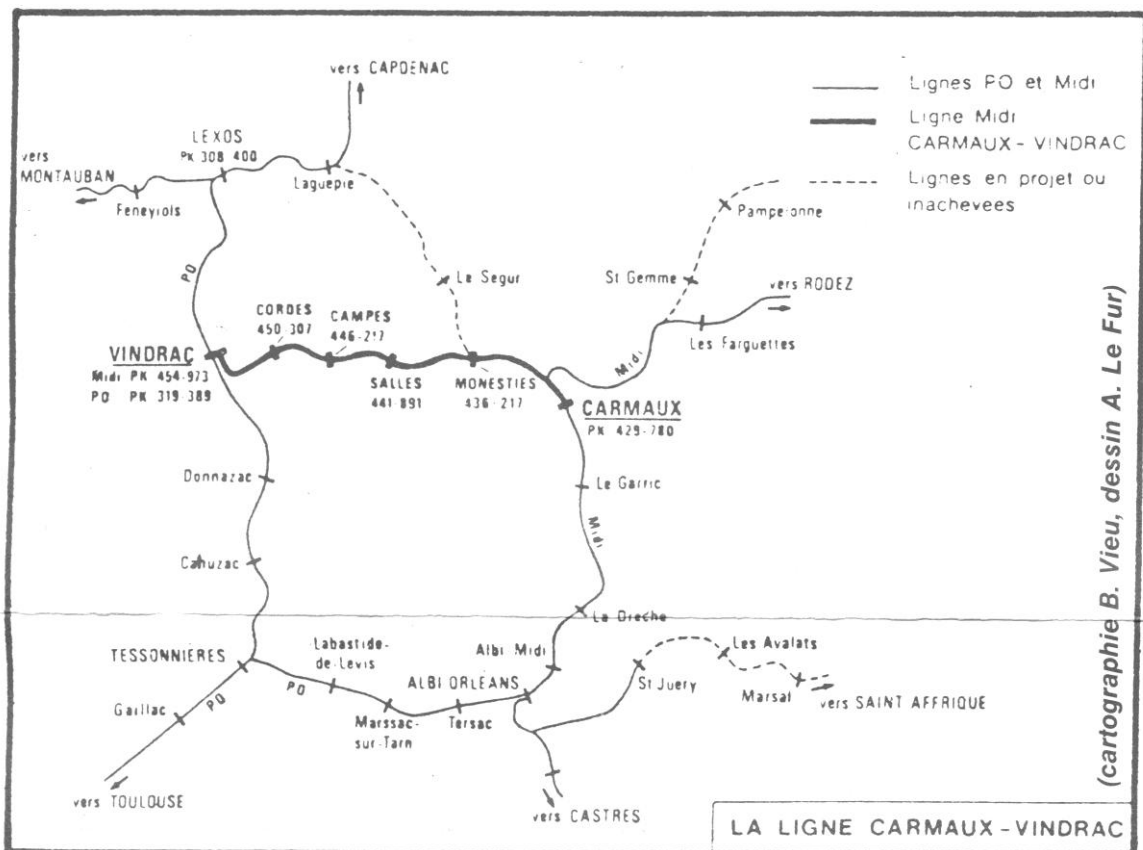 vers CAPDENAC
LEXOS
PK 308 400
vers
MONTAUBAN
Feneyrols
Laguepie
Lignes PO et Midi
Ligne Midi
CARMAUX-VINDRAC
Lignes en projet ou
inachevees
Pampelonne
PO
Le Segur
St Gemme
vers RODEZ
CORDES
450-307
CAMPES
446-217
Les Farguettes
VINDRAC
Midi PK 454-973
PO PK 319-389
SALLES
441-891
MONESTIES
436-217
Midi
CARMAUX
PK 429-780
Donnazac
Le Garric
Midi
Cahuzac
La Dreche
TESSONNIÈRES
Labastide-
de-Levis
Albi Midi
Les Avalats
PO
PO
ALBI ORLÉANS
St Juery
Marsal
vers SAINT AFFRIQUE
Gaillac
Marssac-
sur-Tarn
Tersac
vers TOULOUSE
vers CASTRES
LA LIGNE CARMAUX-VINDRAC
(cartographie B. Vieu, dessin A. Le Fur)